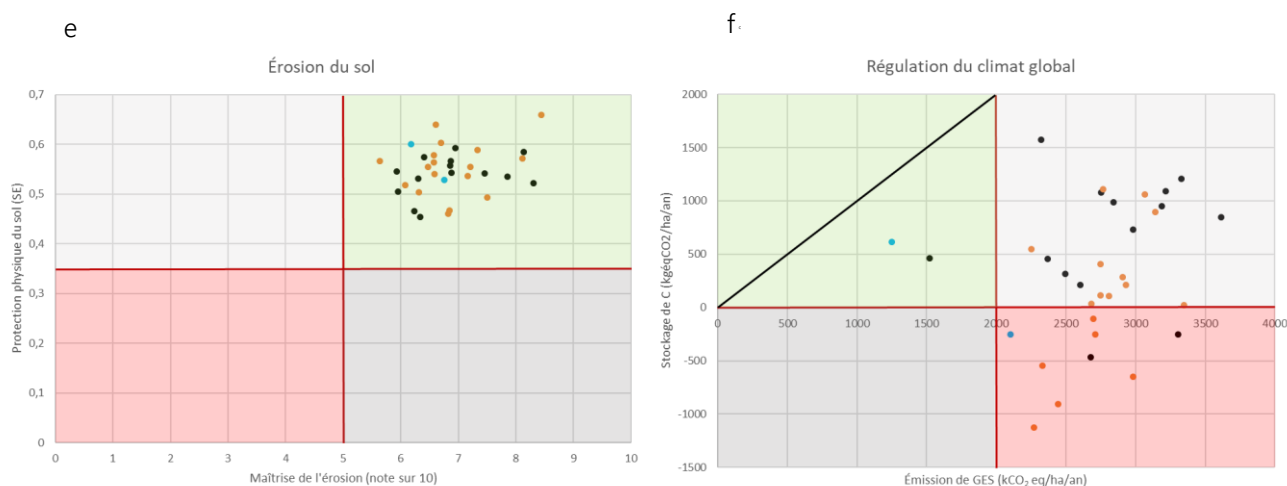 e
Érosion du sol
0,7
0,6
0,5
0,4
0,3
0,2
0,1
0
Protection physique du sol (SE)
0 1 2 3 4 5 6 7 8 9 10
Maîtrise de l'érosion (note sur 10)
f
Régulation du climat global
2000
1500
1000
500
0
-500
-1000
-1500
Stockage de C (kgéqCO2/ha/an)
0 500 1000 1500 2000 2500 3000 3500 4000
Émission de GES (kCO₂ eq/ha/an)